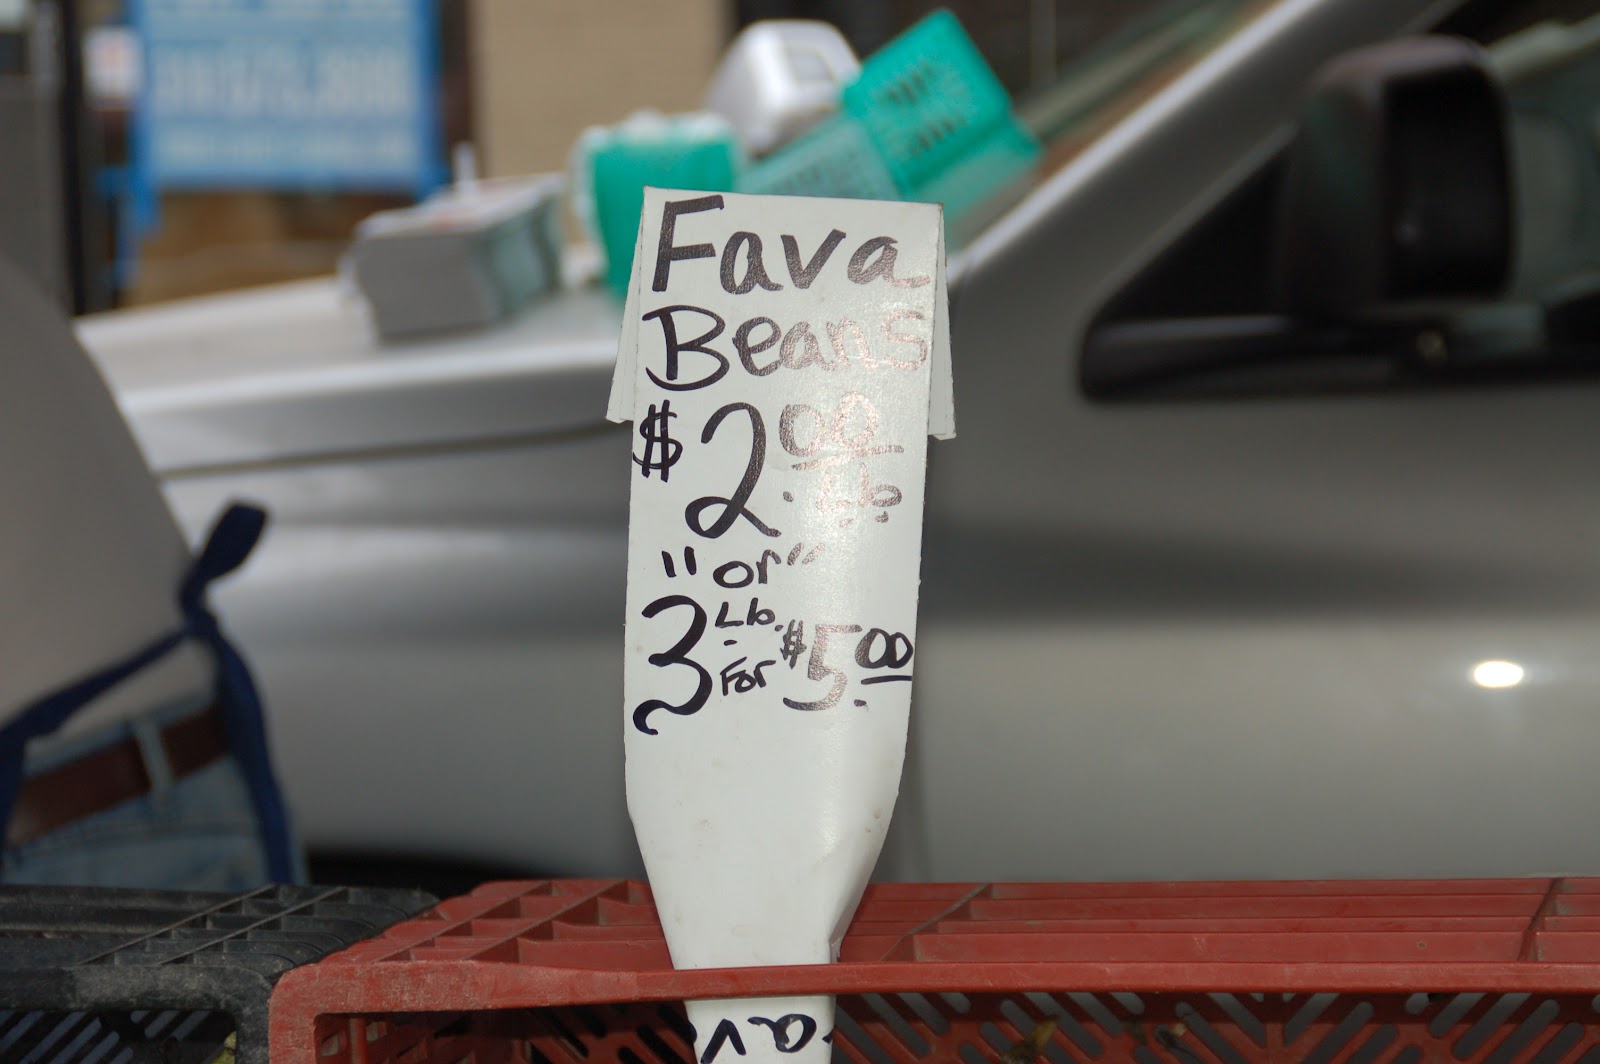 Fava
Beans
$2.00 Lb.
"or"
3 Lb. For $5.00